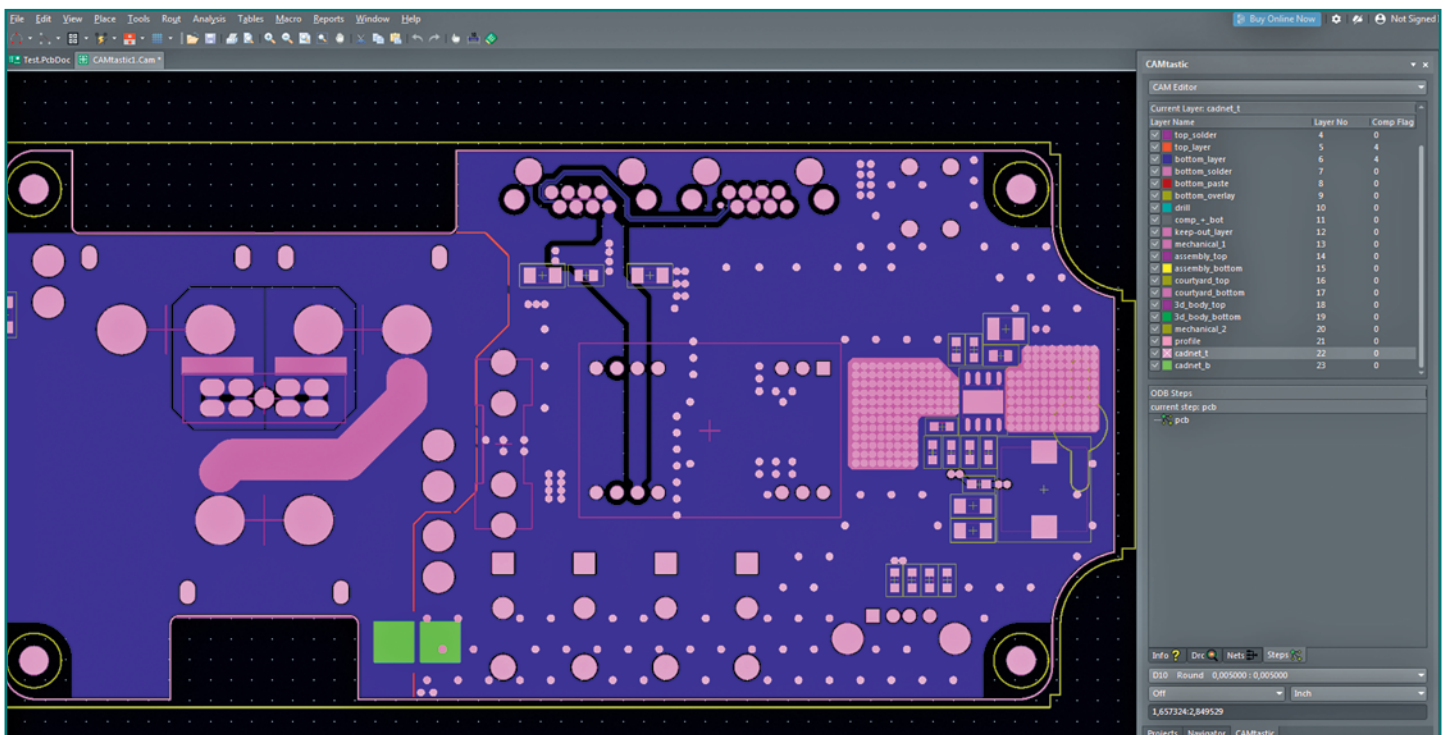 File Edit View Place Tools Rout Analysis Tables Macro Reports Window Help
Buy Online Now Not Signed
Test.PcbDoc CAMtastic1.Cam *
CAMtastic
CAM Editor
Current Layer: cadnet_t
Layer Name Layer No Comp Flag
top_solder 4 0
top_layer 5 4
bottom_layer 6 4
bottom_solder 7 0
bottom_paste 8 0
bottom_overlay 9 0
drill 10 0
comp_+_bot 11 0
keep-out_layer 12 0
mechanical_1 13 0
assembly_top 14 0
assembly_bottom 15 0
courtyard_top 16 0
courtyard_bottom 17 0
3d_body_top 18 0
3d_body_bottom 19 0
mechanical_2 20 0
profile 21 0
cadnet_t 22 0
cadnet_b 23 0
ODB Steps
current step: pcb
pcb
Info Drc Nets Steps
D10 Round 0,005000 : 0,005000
Off Inch
1,657324:2,849529
Projects Navigator CAMtastic